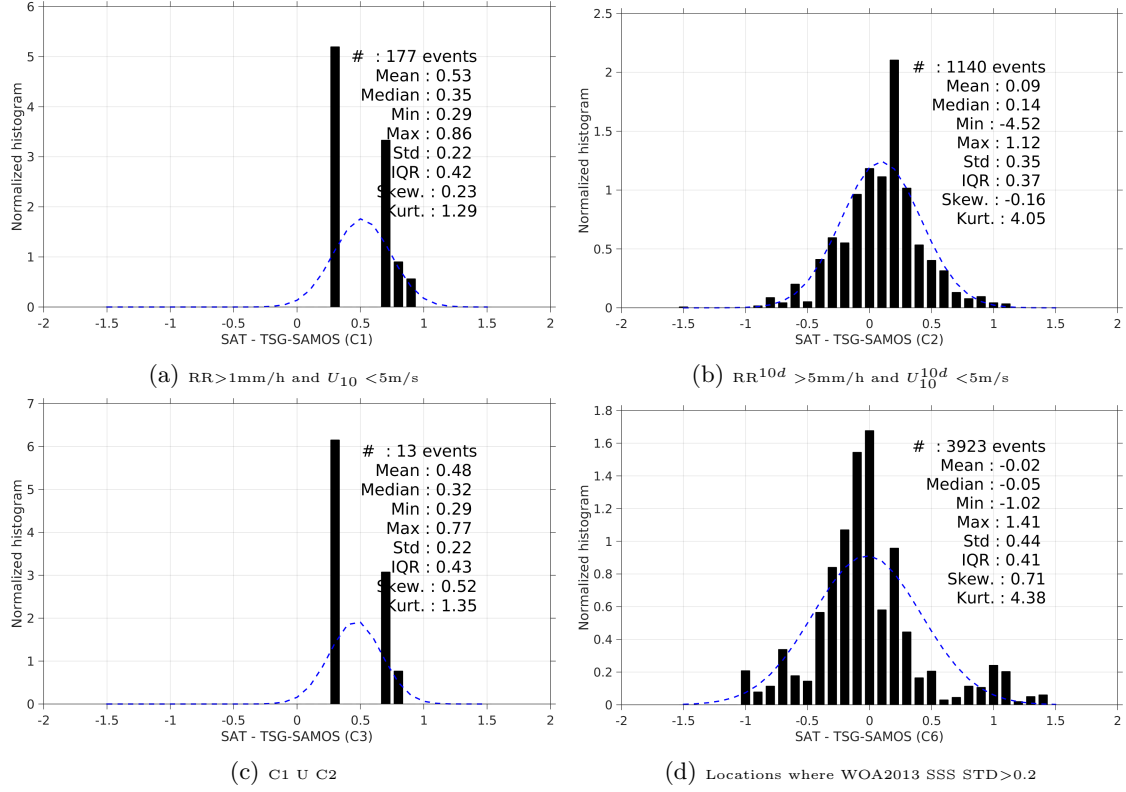 6
5
4
3
2
1
0
-2
-1.5
-1
-0.5
0
0.5
1
1.5
2
Normalized histogram
# : 177 events
Mean : 0.53
Median : 0.35
Min : 0.29
Max : 0.86
Std : 0.22
IQR : 0.42
Skew. : 0.23
Kurt. : 1.29
SAT - TSG-SAMOS (C1)
(a) RR>1mm/h and U10 <5m/s
2.5
2
1.5
1
0.5
0
-2
-1.5
-1
-0.5
0
0.5
1
1.5
2
Normalized histogram
# : 1140 events
Mean : 0.09
Median : 0.14
Min : -4.52
Max : 1.12
Std : 0.35
IQR : 0.37
Skew. : -0.16
Kurt. : 4.05
SAT - TSG-SAMOS (C2)
(b) RR10d >5mm/h and U10d10 <5m/s
7
6
5
4
3
2
1
0
-2
-1.5
-1
-0.5
0
0.5
1
1.5
2
Normalized histogram
# : 13 events
Mean : 0.48
Median : 0.32
Min : 0.29
Max : 0.77
Std : 0.22
IQR : 0.43
Skew. : 0.52
Kurt. : 1.35
SAT - TSG-SAMOS (C3)
(c) C1 U C2
1.8
1.6
1.4
1.2
1
0.8
0.6
0.4
0.2
0
-2
-1.5
-1
-0.5
0
0.5
1
1.5
2
Normalized histogram
# : 3923 events
Mean : -0.02
Median : -0.05
Min : -1.02
Max : 1.41
Std : 0.44
IQR : 0.41
Skew. : 0.71
Kurt. : 4.38
SAT - TSG-SAMOS (C6)
(d) Locations where WOA2013 SSS STD>0.2